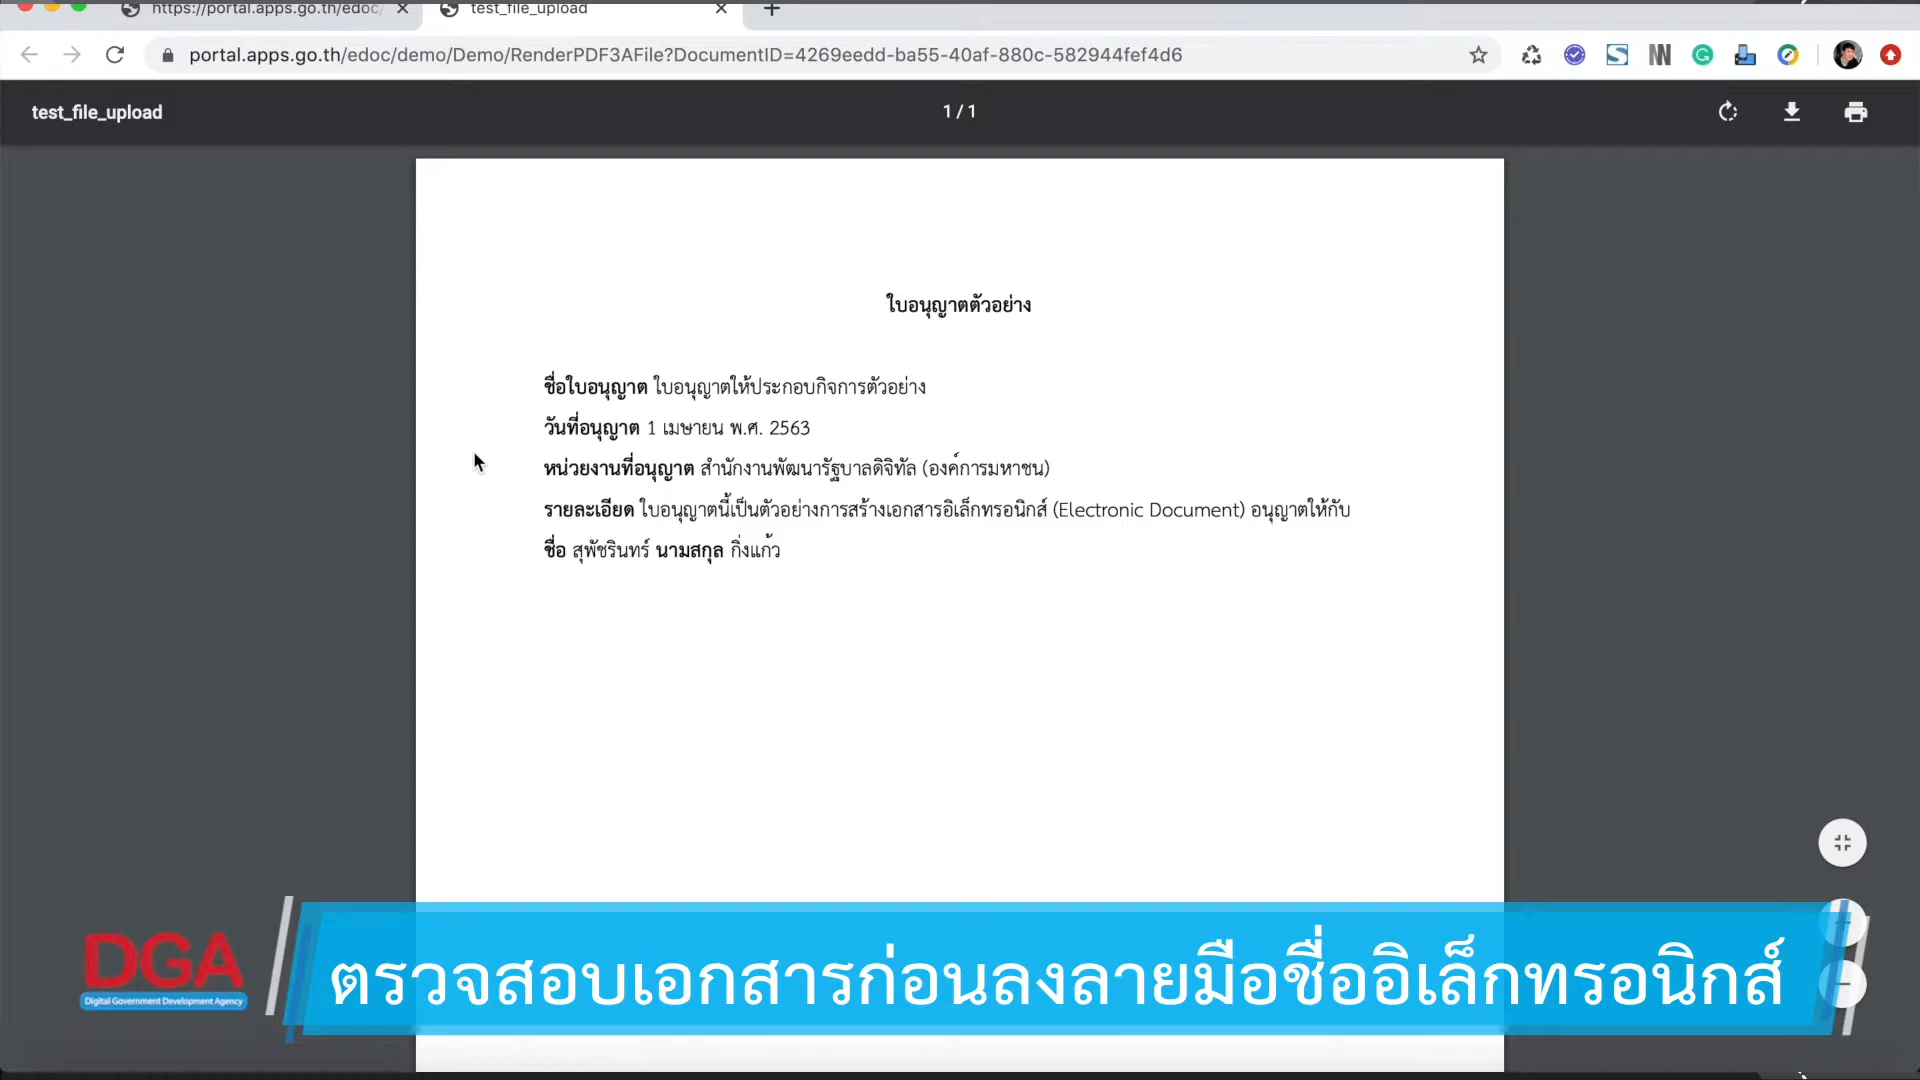 https://portal.apps.go.th/edoc/
test_file_upload
portal.apps.go.th/edoc/demo/Demo/RenderPDF3AFile?DocumentID=4269eedd-ba55-40af-880c-582944fef4d6
test_file_upload
1 / 1
ใบอนุญาตตัวอย่าง
ชื่อใบอนุญาต ใบอนุญาตให้ประกอบกิจการตัวอย่าง
วันที่อนุญาต 1 เมษายน พ.ศ. 2563
หน่วยงานที่อนุญาต สำนักงานพัฒนารัฐบาลดิจิทัล (องค์การมหาชน)
รายละเอียด ใบอนุญาตนี้เป็นตัวอย่างการสร้างเอกสารอิเล็กทรอนิกส์ (Electronic Document) อนุญาตให้กับ
ชื่อ สุพัชรินทร์ นามสกุล กิ่งแก้ว
DGA
Digital Government Development Agency
ตรวจสอบเอกสารก่อนลงลายมือชื่ออิเล็กทรอนิกส์